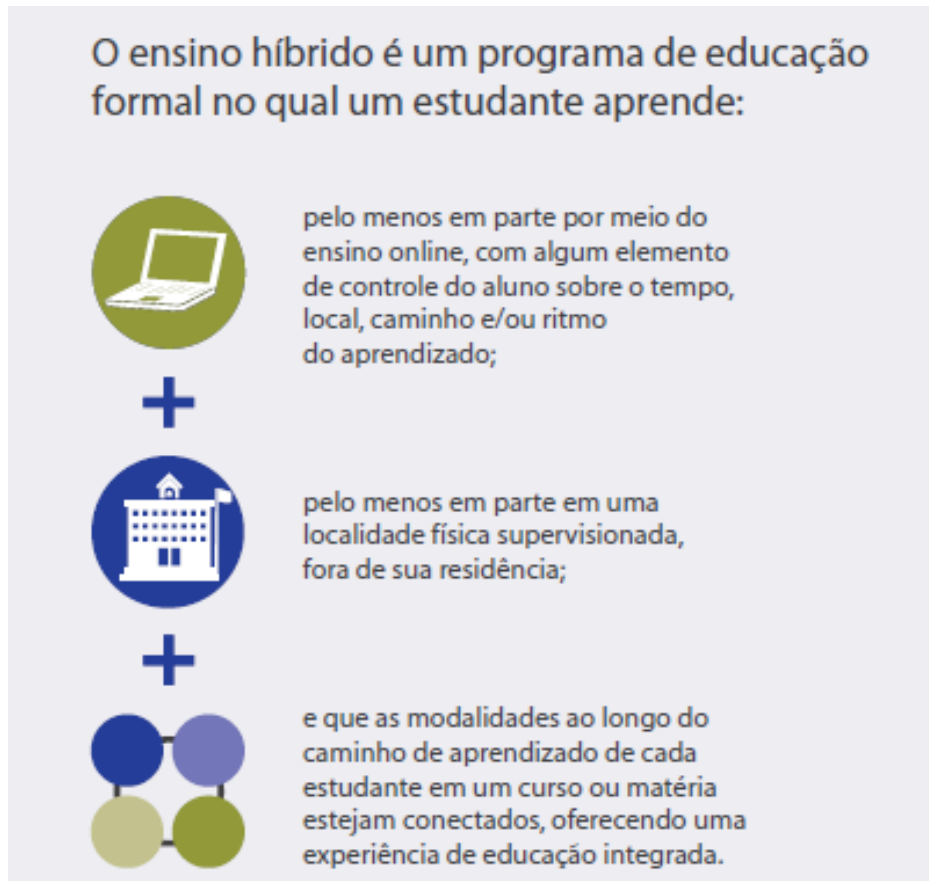 O ensino híbrido é um programa de educação
formal no qual um estudante aprende:
pelo menos em parte por meio do
ensino online, com algum elemento
de controle do aluno sobre o tempo,
local, caminho e/ou ritmo
do aprendizado;
pelo menos em parte em uma
localidade física supervisionada,
fora de sua residência;
e que as modalidades ao longo do
caminho de aprendizado de cada
estudante em um curso ou matéria
estejam conectados, oferecendo uma
experiência de educação integrada.